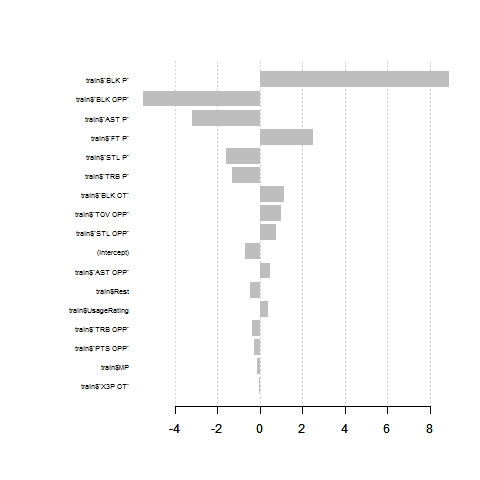 train$"BLK P"
train$"BLK OPP"
train$"AST P"
train$"FT P"
train$"STL P"
train$"TRB P"
train$"BLK OT"
train$"TOV OPP"
train$"STL OPP"
(Intercept)
train$"AST OPP"
train$Rest
train$UsageRating
train$"TRB OPP"
train$"PTS OPP"
train$MP
train$"X3P OT"
-4 -2 0 2 4 6 8